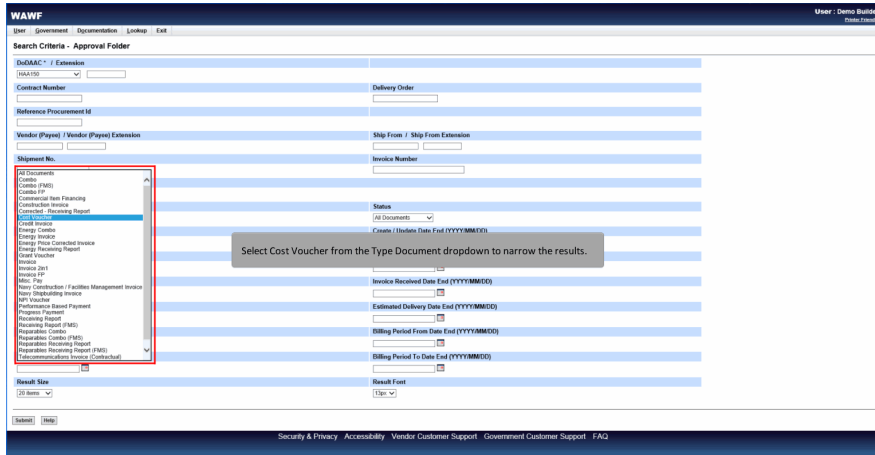 WAWF
User : Demo Builde
Printer Friend
User Government Documentation Lookup Exit
Search Criteria - Approval Folder
DoDAAC * / Extension
HAA150
Contract Number Delivery Order
Reference Procurement Id
Vendor (Payee) / Vendor (Payee) Extension Ship From / Ship From Extension
Shipment No. Invoice Number
All Documents
Combo
Combo (FMS)
Combo FP
Commercial Item Financing
Construction Invoice
Corrected - Receiving Report
Cost Voucher
Credit Invoice
Energy Combo
Energy Invoice
Energy Price Corrected Invoice
Energy Receiving Report
Grant Voucher
Invoice
Invoice 2in1
Invoice FP
Misc. Pay
Navy Construction / Facilities Management Invoice
Navy Shipbuilding Invoice
NPI Voucher
Performance Based Payment
Progress Payment
Receiving Report
Receiving Report (FMS)
Reparables Combo
Reparables Combo (FMS)
Reparables Receiving Report
Reparables Receiving Report (FMS)
Telecommunications Invoice (Contractual)
Status
All Documents
Create / Update Date End (YYYY/MM/DD)
Select Cost Voucher from the Type Document dropdown to narrow the results.
Invoice Received Date End (YYYY/MM/DD)
Estimated Delivery Date End (YYYY/MM/DD)
Billing Period From Date End (YYYY/MM/DD)
Billing Period To Date End (YYYY/MM/DD)
Result Size Result Font
20 items 13px
Submit Help
Security & Privacy Accessibility Vendor Customer Support Government Customer Support FAQ